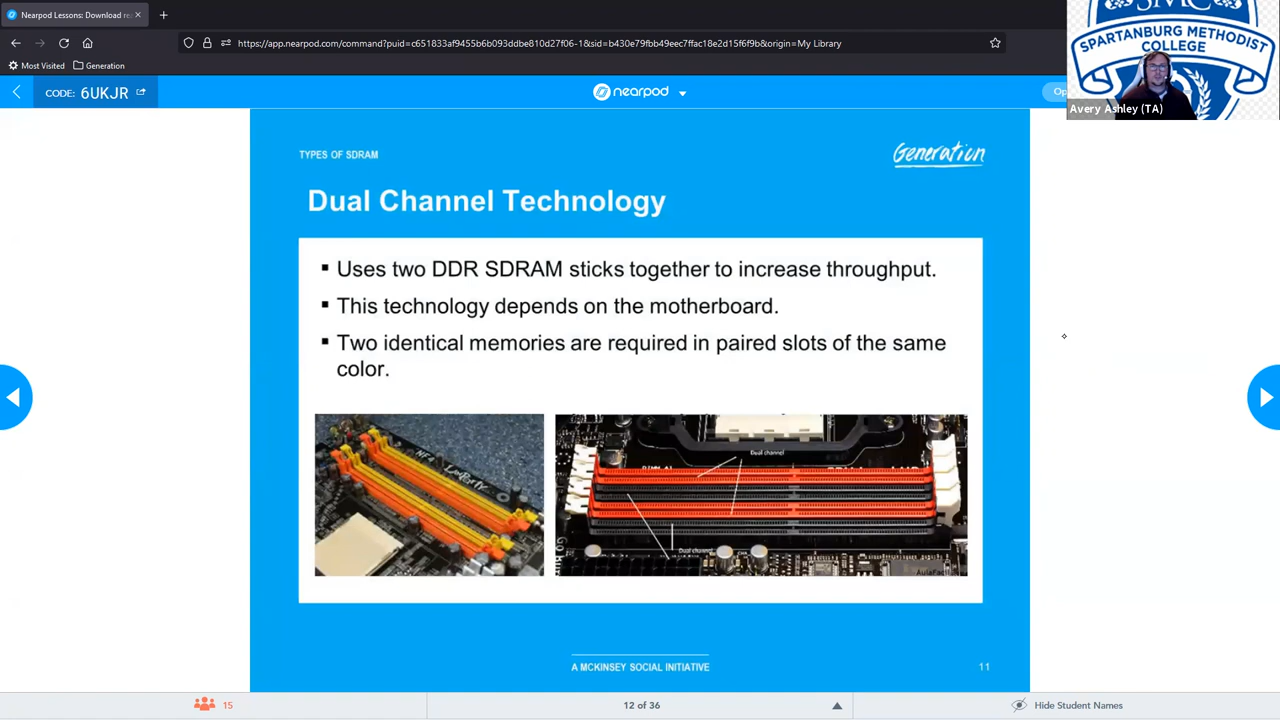 Nearpod Lessons: Download re
https://app.nearpod.com/command?puid=c651833af9455b6b093ddbe810d27f06-1&sid=b430e79fbb49eec7ffac18e2d15f6f9b&origin=My Library
Most Visited
Generation
SMC
SPARTANBURG METHODIST
COLLEGE
Avery Ashley (TA)
CODE: 6UKJR
nearpod
Op
TYPES OF SDRAM
Generation
Dual Channel Technology
▪ Uses two DDR SDRAM sticks together to increase throughput.
▪ This technology depends on the motherboard.
▪ Two identical memories are required in paired slots of the same
color.
Dual channel
Dual channel
A MCKINSEY SOCIAL INITIATIVE
11
15
12 of 36
Hide Student Names